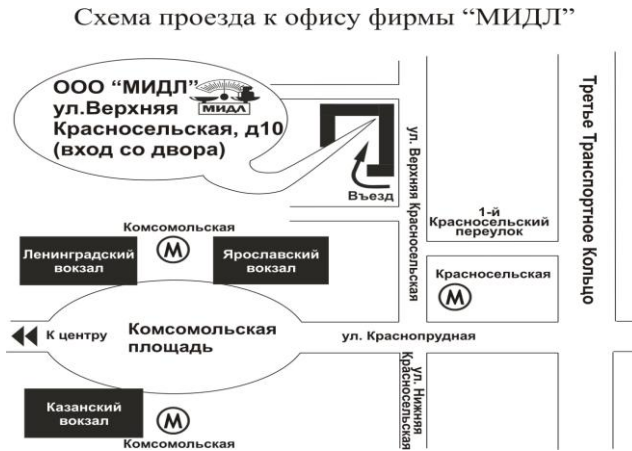 Схема проезда к офису фирмы “МИДЛ”
ООО “МИДЛ”
МИДЛ
ул.Верхняя
Красносельская, д10
(вход со двора)
Въезд
ул. Верхняя Красносельская
Третье Транспортное Кольцо
1-й
Красносельский
переулок
Комсомольская
М
Ленинградский
вокзал
Ярославский
вокзал
Красносельская
М
К центру
Комсомольская
площадь
ул. Краснопрудная
ул. Нижняя
Красносельская
Казанский
вокзал
М
Комсомольская